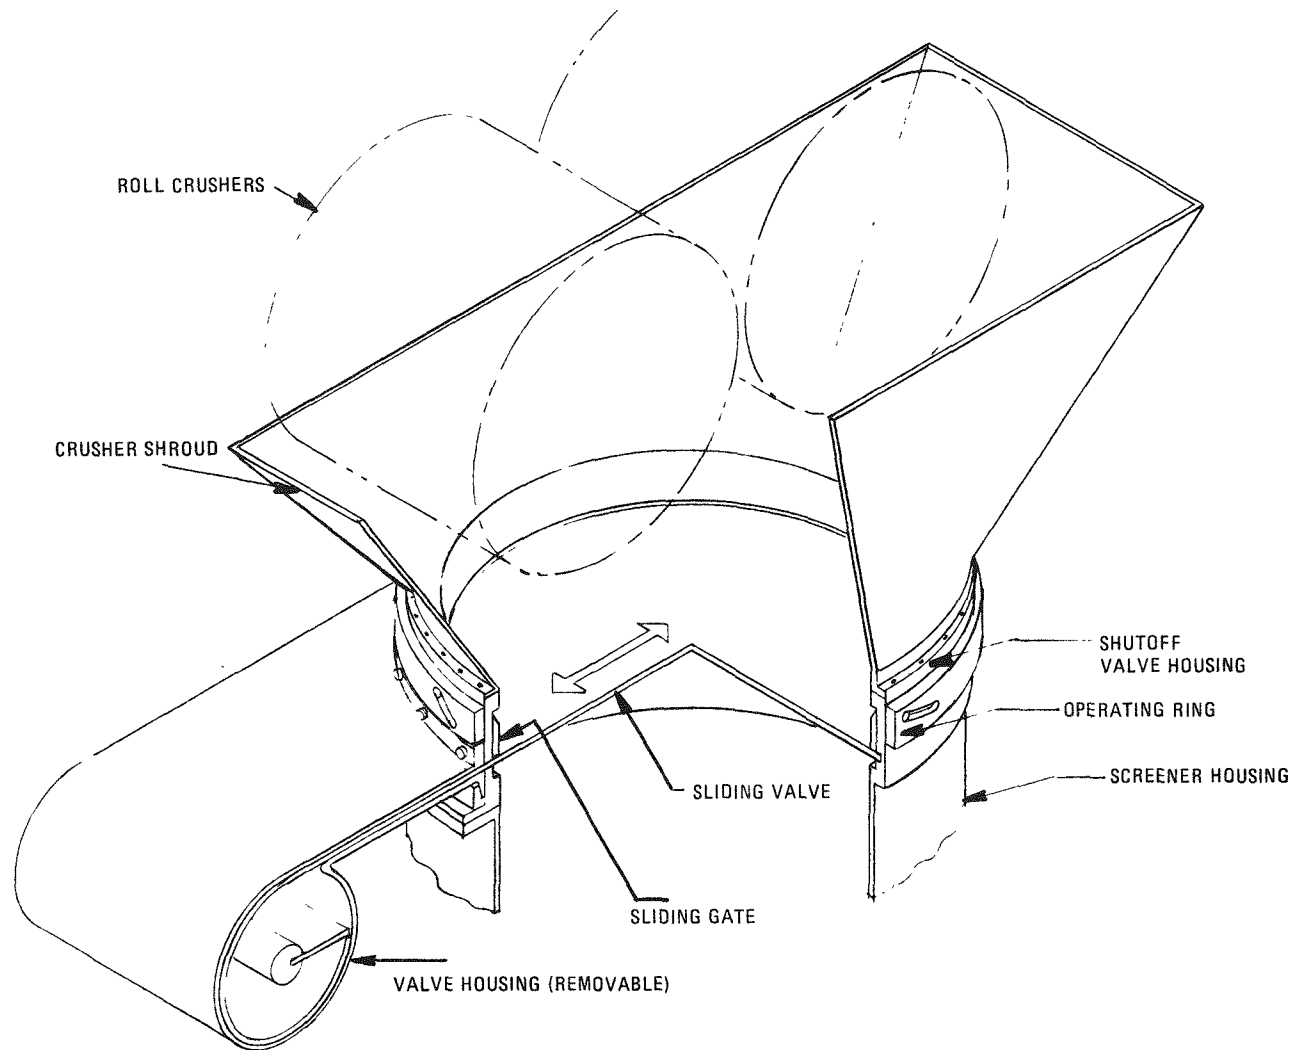 ROLL CRUSHERS
CRUSHER SHROUD
SHUTOFF
VALVE HOUSING
OPERATING RING
SCREENER HOUSING
SLIDING VALVE
SLIDING GATE
VALVE HOUSING (REMOVABLE)